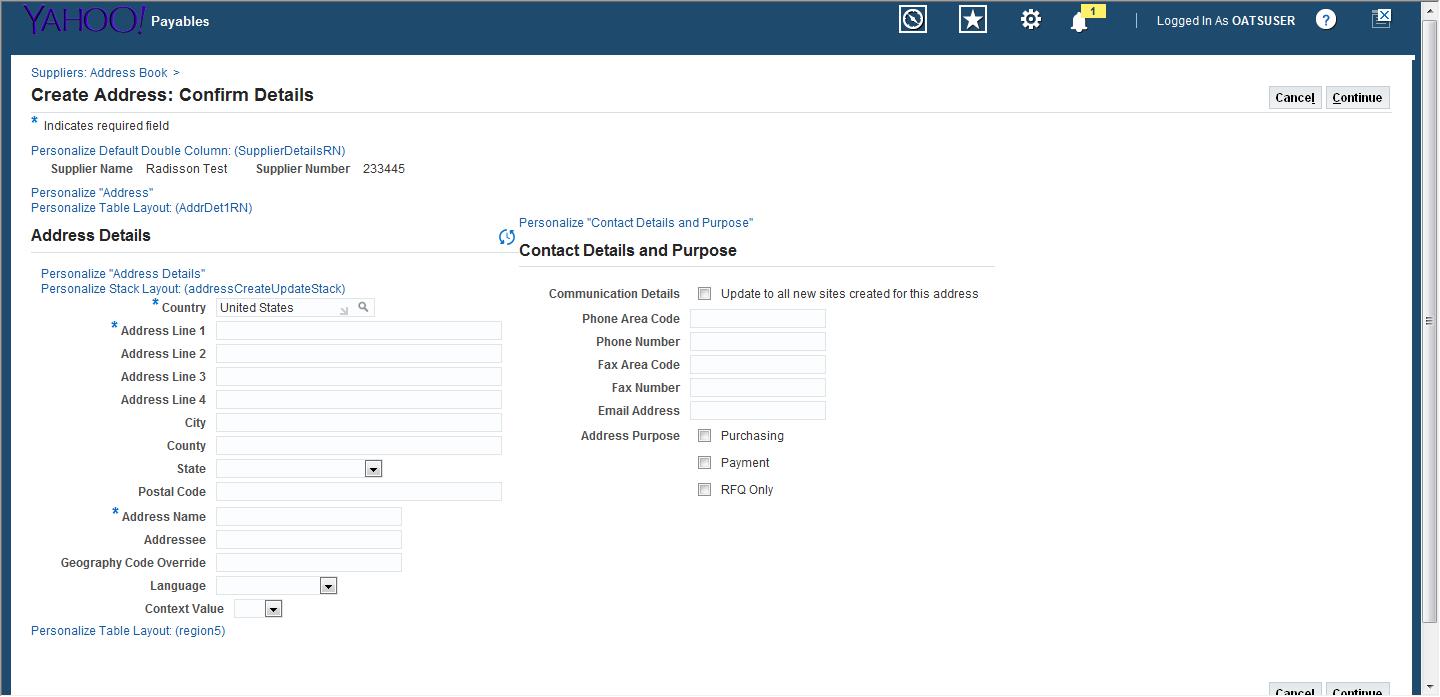 YAHOO! Payables
1
Logged In As OATSUSER ?
Suppliers: Address Book >
Create Address: Confirm Details
Cancel Continue
* Indicates required field
Personalize Default Double Column: (SupplierDetailsRN)
Supplier Name Radisson Test Supplier Number 233445
Personalize "Address"
Personalize Table Layout: (AddrDet1RN)
Address Details
Personalize "Address Details"
Personalize Stack Layout: (addressCreateUpdateStack)
* Country United States
* Address Line 1
Address Line 2
Address Line 3
Address Line 4
City
County
State
Postal Code
* Address Name
Addressee
Geography Code Override
Language
Context Value
Personalize Table Layout: (region5)
Personalize "Contact Details and Purpose"
Contact Details and Purpose
Communication Details Update to all new sites created for this address
Phone Area Code
Phone Number
Fax Area Code
Fax Number
Email Address
Address Purpose Purchasing
Payment
RFQ Only
Cancel Continue